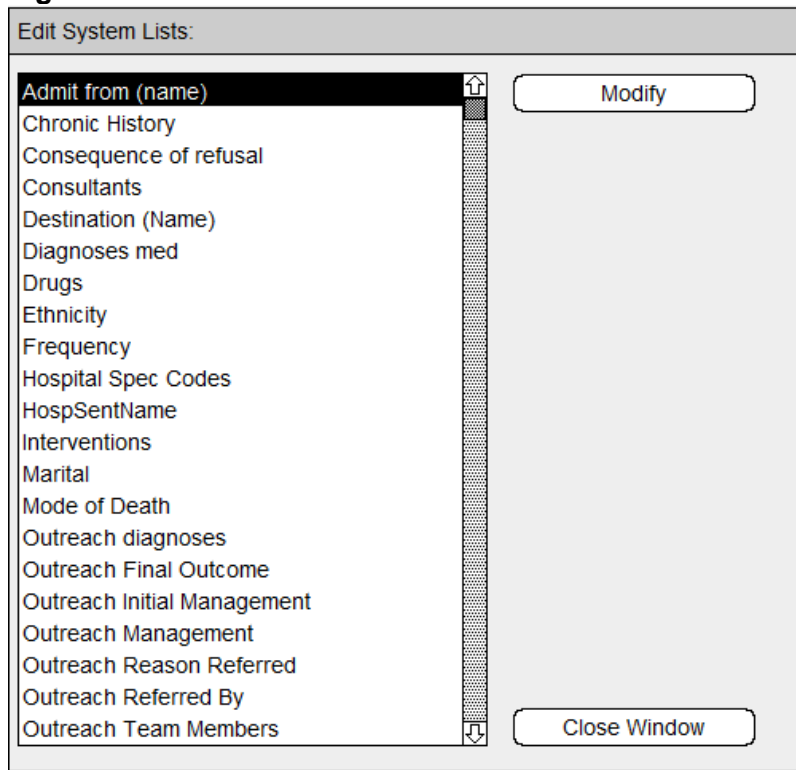 Edit System Lists:
Admit from (name)
Modify
Chronic History
Consequence of refusal
Consultants
Destination (Name)
Diagnoses med
Drugs
Ethnicity
Frequency
Hospital Spec Codes
HospSentName
Interventions
Marital
Mode of Death
Outreach diagnoses
Outreach Final Outcome
Outreach Initial Management
Outreach Management
Outreach Reason Referred
Outreach Referred By
Outreach Team Members
Close Window